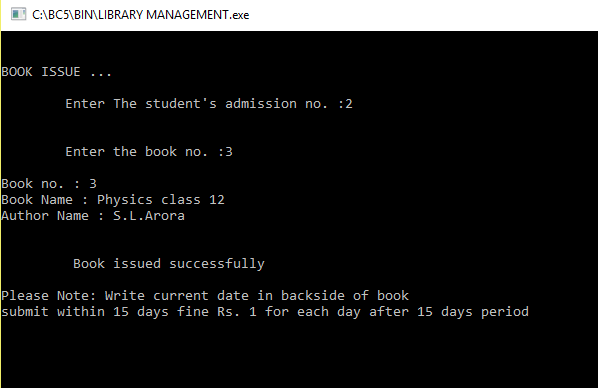 C:\BC5\BIN\LIBRARY MANAGEMENT.exe
BOOK ISSUE ...
Enter The student's admission no. :2
Enter the book no. :3
Book no. : 3
Book Name : Physics class 12
Author Name : S.L.Arora
Book issued successfully
Please Note: Write current date in backside of book
submit within 15 days fine Rs. 1 for each day after 15 days period